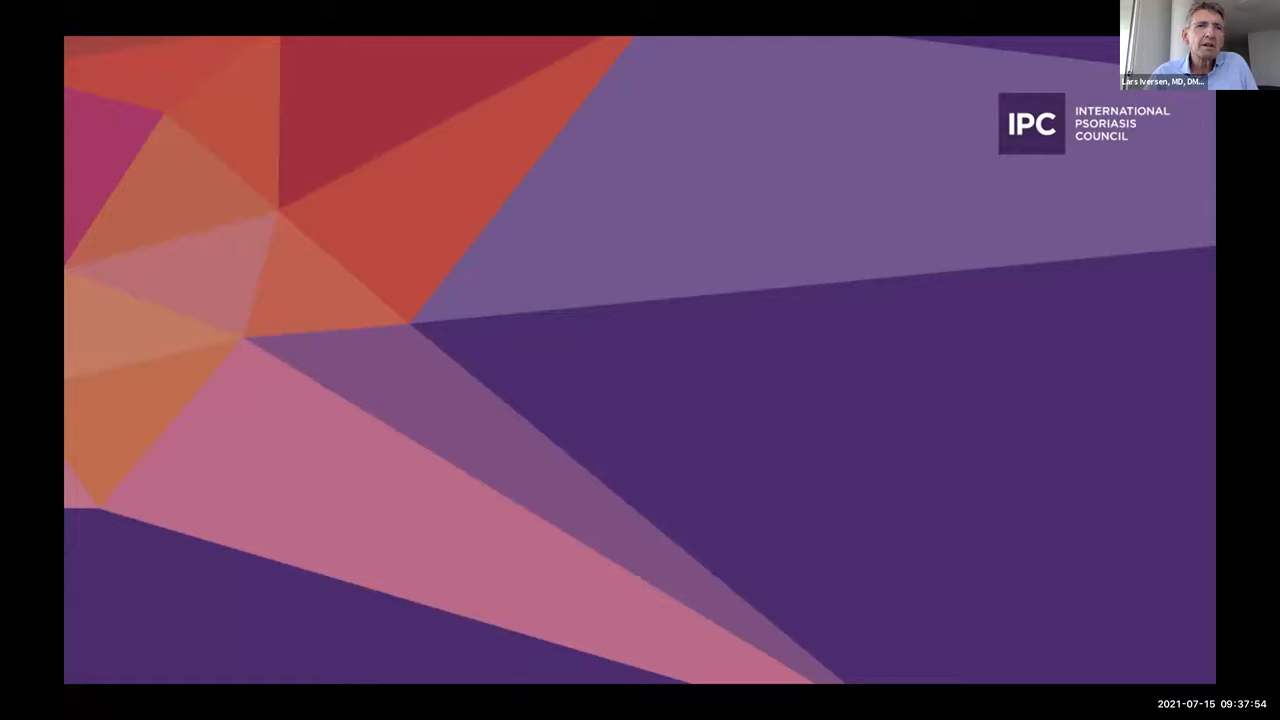 IPC
INTERNATIONAL
PSORIASIS
COUNCIL
Lars Iversen, MD, DM...
2021-07-15 09:37:54